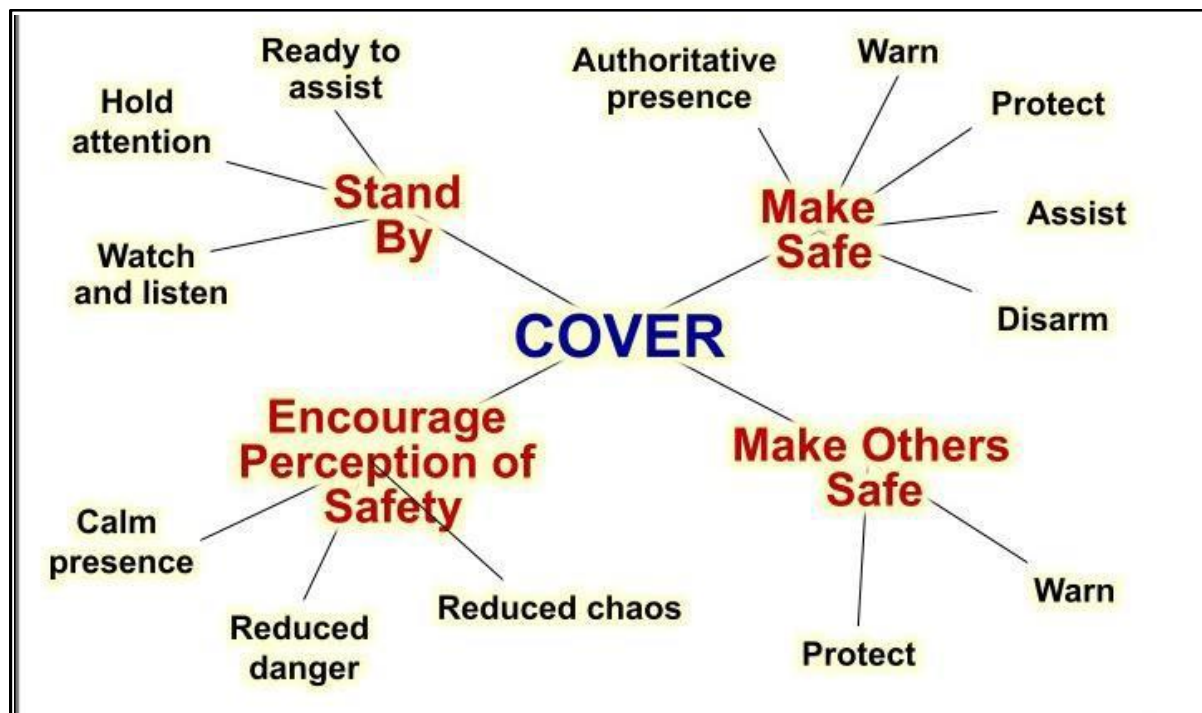 Ready to
assist
Hold
attention
Stand
By
Watch
and listen
Authoritative
presence
Warn
Protect
Make
Safe
Assist
Disarm
COVER
Encourage
Perception of
Safety
Calm
presence
Reduced
danger
Reduced chaos
Make Others
Safe
Warn
Protect